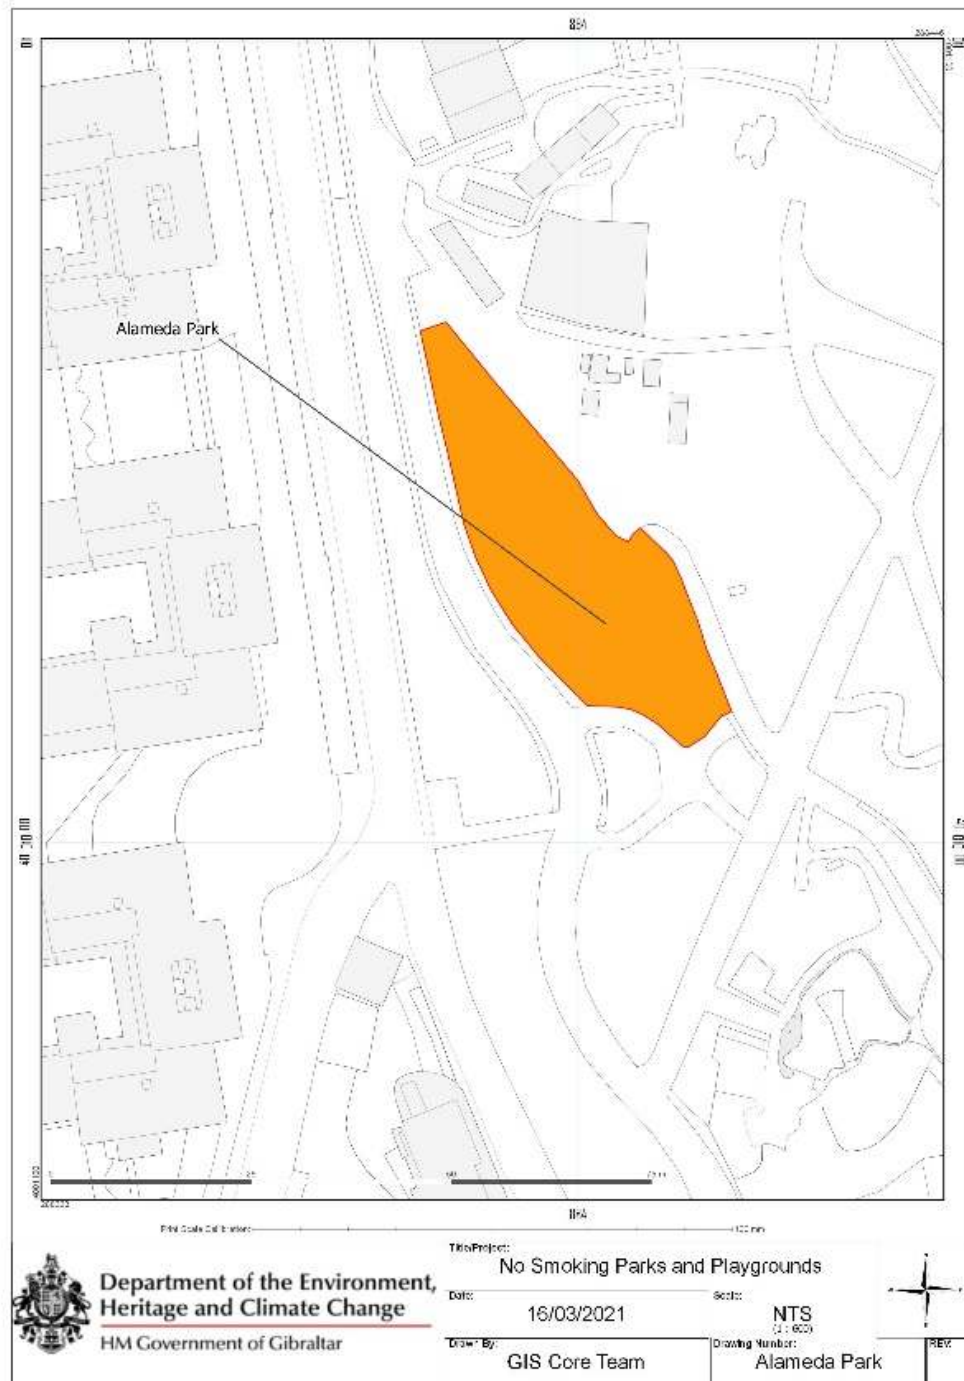 Alameda Park
25
Department of the Environment,
Heritage and Climate Change
HM Government of Gibraltar
Title/Project:
No Smoking Parks and Playgrounds
Date:
16/03/2021
Scale:
NTS
Drawn By:
GIS Core Team
Drawing Number:
Alameda Park
REV: